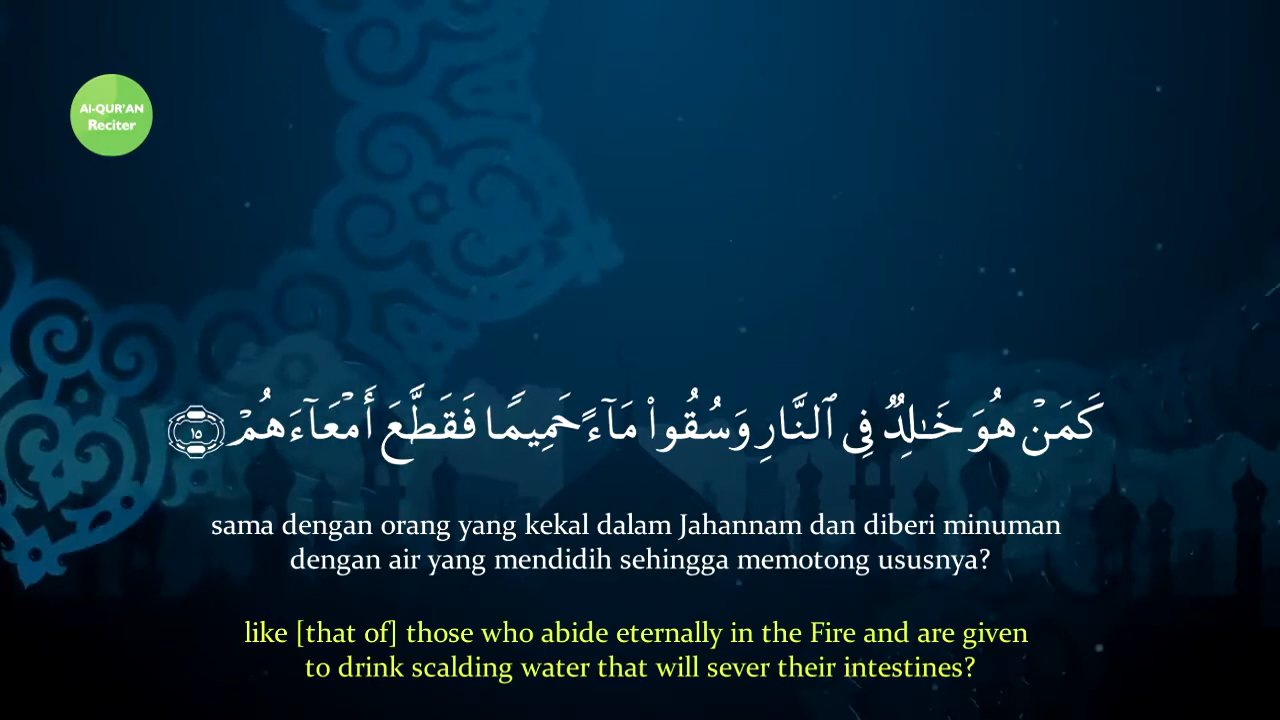 Al-QUR'AN
Reciter
كَمَنْ هُوَ خَـٰلِدٌ فِى ٱلنَّارِ وَسُقُوا۟ مَآءً حَمِيمًا فَقَطَّعَ أَمْعَآءَهُمْ ١٥
sama dengan orang yang kekal dalam Jahannam dan diberi minuman
dengan air yang mendidih sehingga memotong ususnya?
like [that of] those who abide eternally in the Fire and are given
to drink scalding water that will sever their intestines?